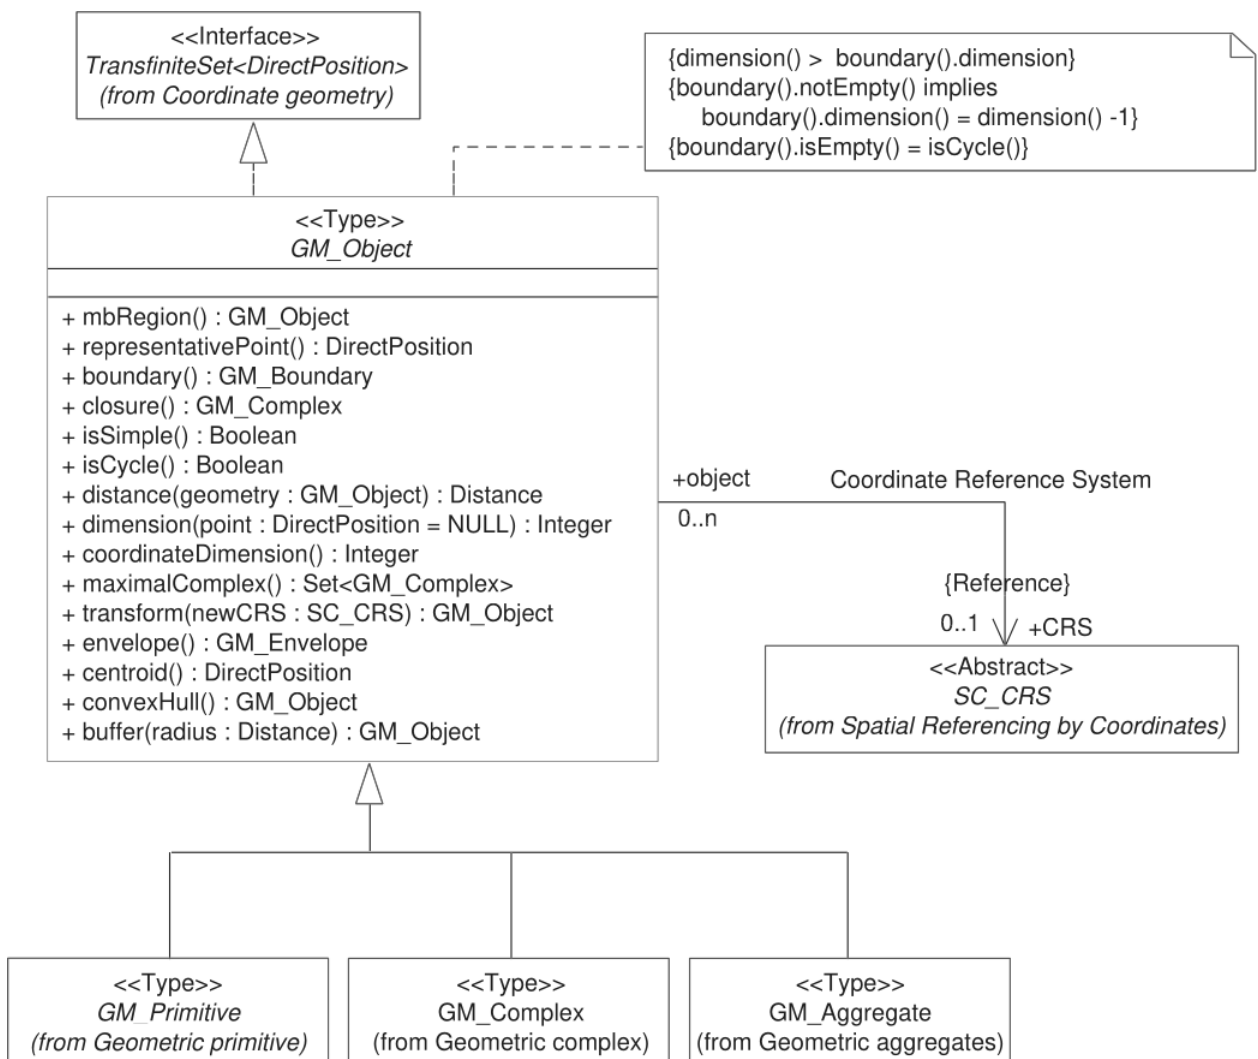 <<Interface>>
TransfiniteSet<DirectPosition>
(from Coordinate geometry)
{dimension() > boundary().dimension}
{boundary().notEmpty() implies
boundary().dimension() = dimension() -1}
{boundary().isEmpty() = isCycle()}
<<Type>>
GM_Object
+ mbRegion() : GM_Object
+ representativePoint() : DirectPosition
+ boundary() : GM_Boundary
+ closure() : GM_Complex
+ isSimple() : Boolean
+ isCycle() : Boolean
+ distance(geometry : GM_Object) : Distance
+ dimension(point : DirectPosition = NULL) : Integer
+ coordinateDimension() : Integer
+ maximalComplex() : Set<GM_Complex>
+ transform(newCRS : SC_CRS) : GM_Object
+ envelope() : GM_Envelope
+ centroid() : DirectPosition
+ convexHull() : GM_Object
+ buffer(radius : Distance) : GM_Object
+object
0..n
Coordinate Reference System
{Reference}
0..1
+CRS
<<Abstract>>
SC_CRS
(from Spatial Referencing by Coordinates)
<<Type>>
GM_Primitive
(from Geometric primitive)
<<Type>>
GM_Complex
(from Geometric complex)
<<Type>>
GM_Aggregate
(from Geometric aggregates)